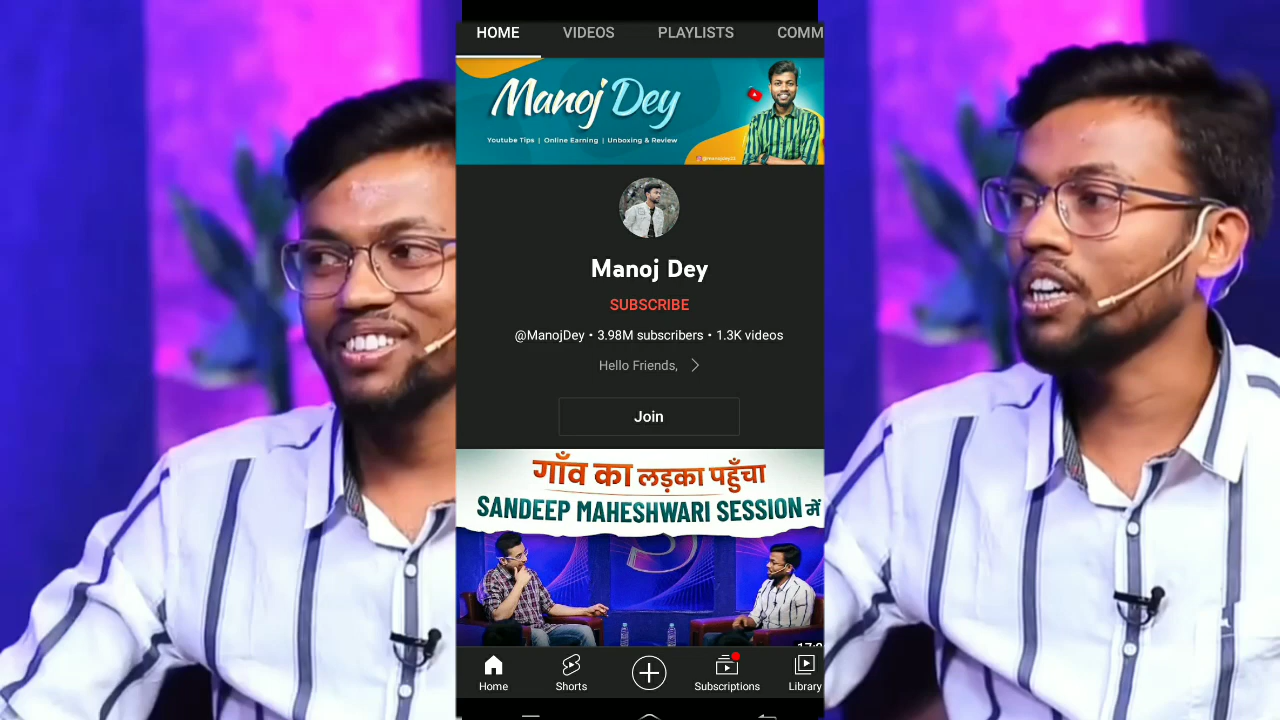 HOME VIDEOS PLAYLISTS COMM
Manoj Dey
Youtube Tips | Online Earning | Unboxing & Review
Manoj Dey
SUBSCRIBE
@ManojDey • 3.98M subscribers • 1.3K videos
Hello Friends,
Join
गाँव का लड़का पहुँचा
SANDEEP MAHESHWARI SESSION में
Home Shorts Subscriptions Library